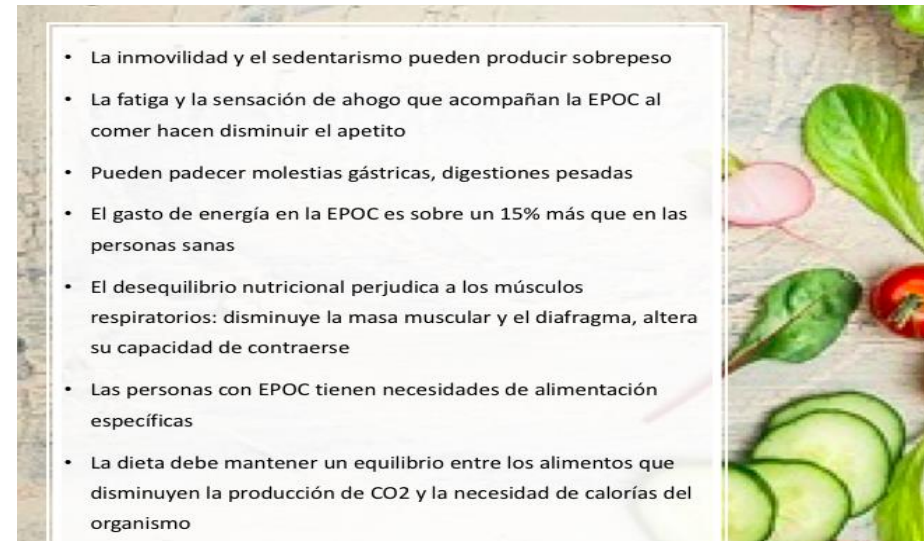 • La inmovilidad y el sedentarismo pueden producir sobrepeso
• La fatiga y la sensación de ahogo que acompañan la EPOC al
comer hacen disminuir el apetito
• Pueden padecer molestias gástricas, digestiones pesadas
• El gasto de energía en la EPOC es sobre un 15% más que en las
personas sanas
• El desequilibrio nutricional perjudica a los músculos
respiratorios: disminuye la masa muscular y el diafragma, altera
su capacidad de contraerse
• Las personas con EPOC tienen necesidades de alimentación
específicas
• La dieta debe mantener un equilibrio entre los alimentos que
disminuyen la producción de CO2 y la necesidad de calorías del
organismo